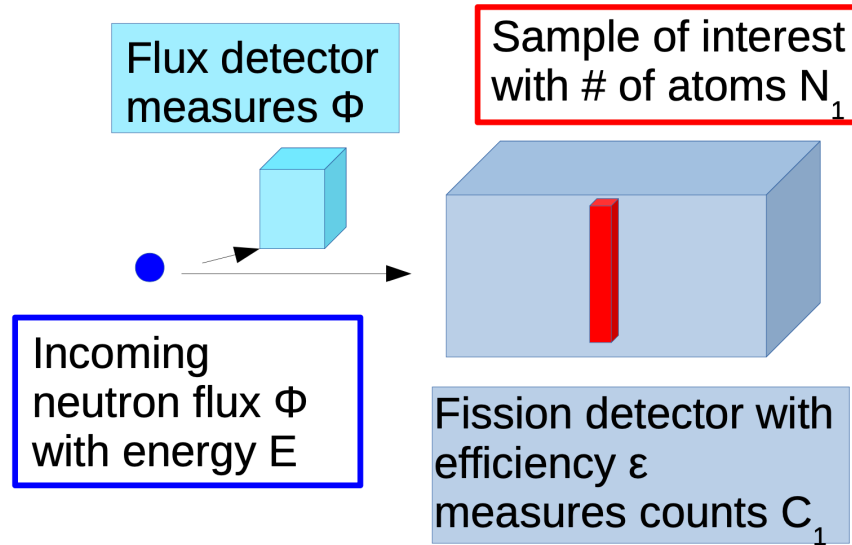 Flux detector
measures Φ
Sample of interest
with # of atoms N₁
Incoming
neutron flux Φ
with energy E
Fission detector with
efficiency ε
measures counts C₁